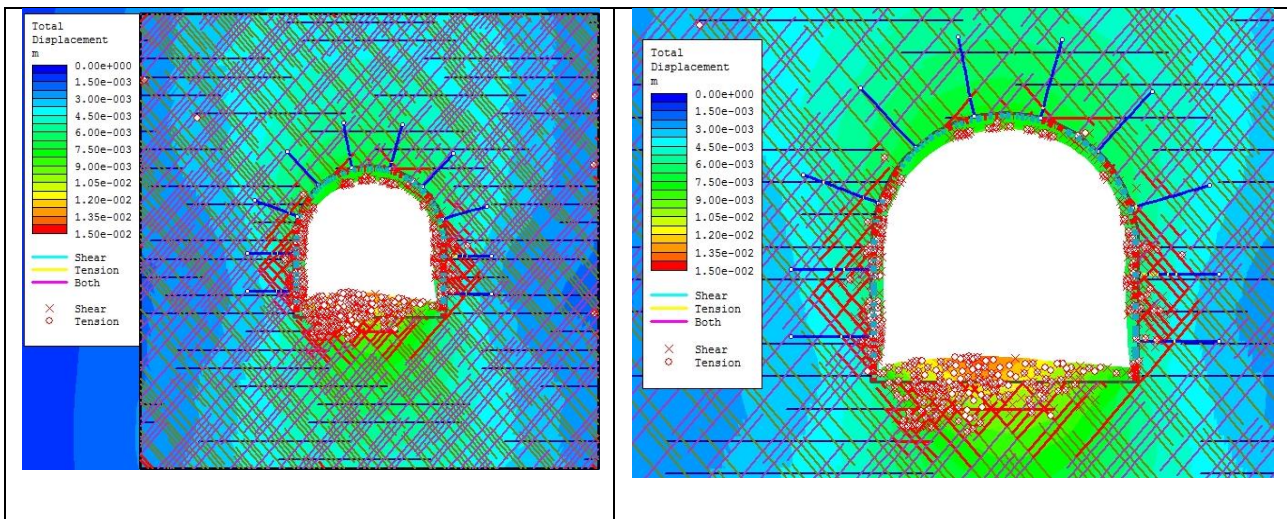 Total
Displacement
m
0.00e+000
1.50e-003
3.00e-003
4.50e-003
6.00e-003
7.50e-003
9.00e-003
1.05e-002
1.20e-002
1.35e-002
1.50e-002
Shear
Tension
Both
Shear
Tension
Total
Displacement
m
0.00e+000
1.50e-003
3.00e-003
4.50e-003
6.00e-003
7.50e-003
9.00e-003
1.05e-002
1.20e-002
1.35e-002
1.50e-002
Shear
Tension
Both
Shear
Tension